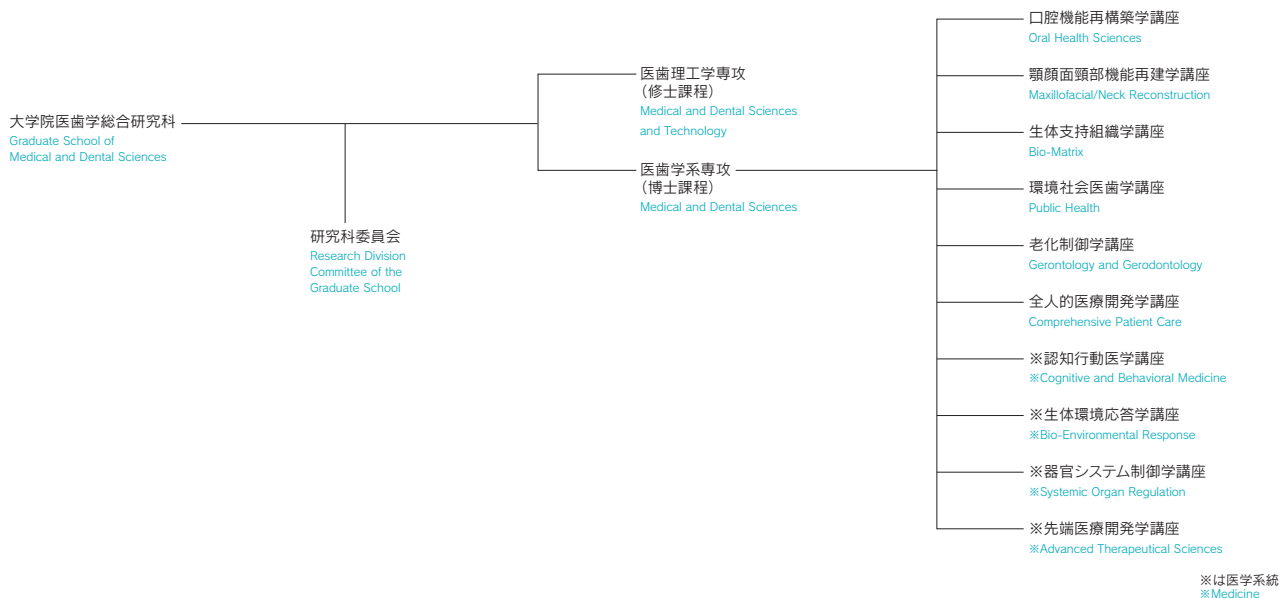 大学院医歯学総合研究科
Graduate School of
Medical and Dental Sciences
研究科委員会
Research Division
Committee of the
Graduate School
医歯理工学専攻
（修士課程）
Medical and Dental Sciences
and Technology
医歯学系専攻
（博士課程）
Medical and Dental Sciences
口腔機能再構築学講座
Oral Health Sciences
顎顔面頸部機能再建学講座
Maxillofacial/Neck Reconstruction
生体支持組織学講座
Bio-Matrix
環境社会医歯学講座
Public Health
老化制御学講座
Gerontology and Gerodontology
全人的医療開発学講座
Comprehensive Patient Care
※認知行動医学講座
※Cognitive and Behavioral Medicine
※生体環境応答学講座
※Bio-Environmental Response
※器官システム制御学講座
※Systemic Organ Regulation
※先端医療開発学講座
※Advanced Therapeutical Sciences
※は医学系統
※Medicine